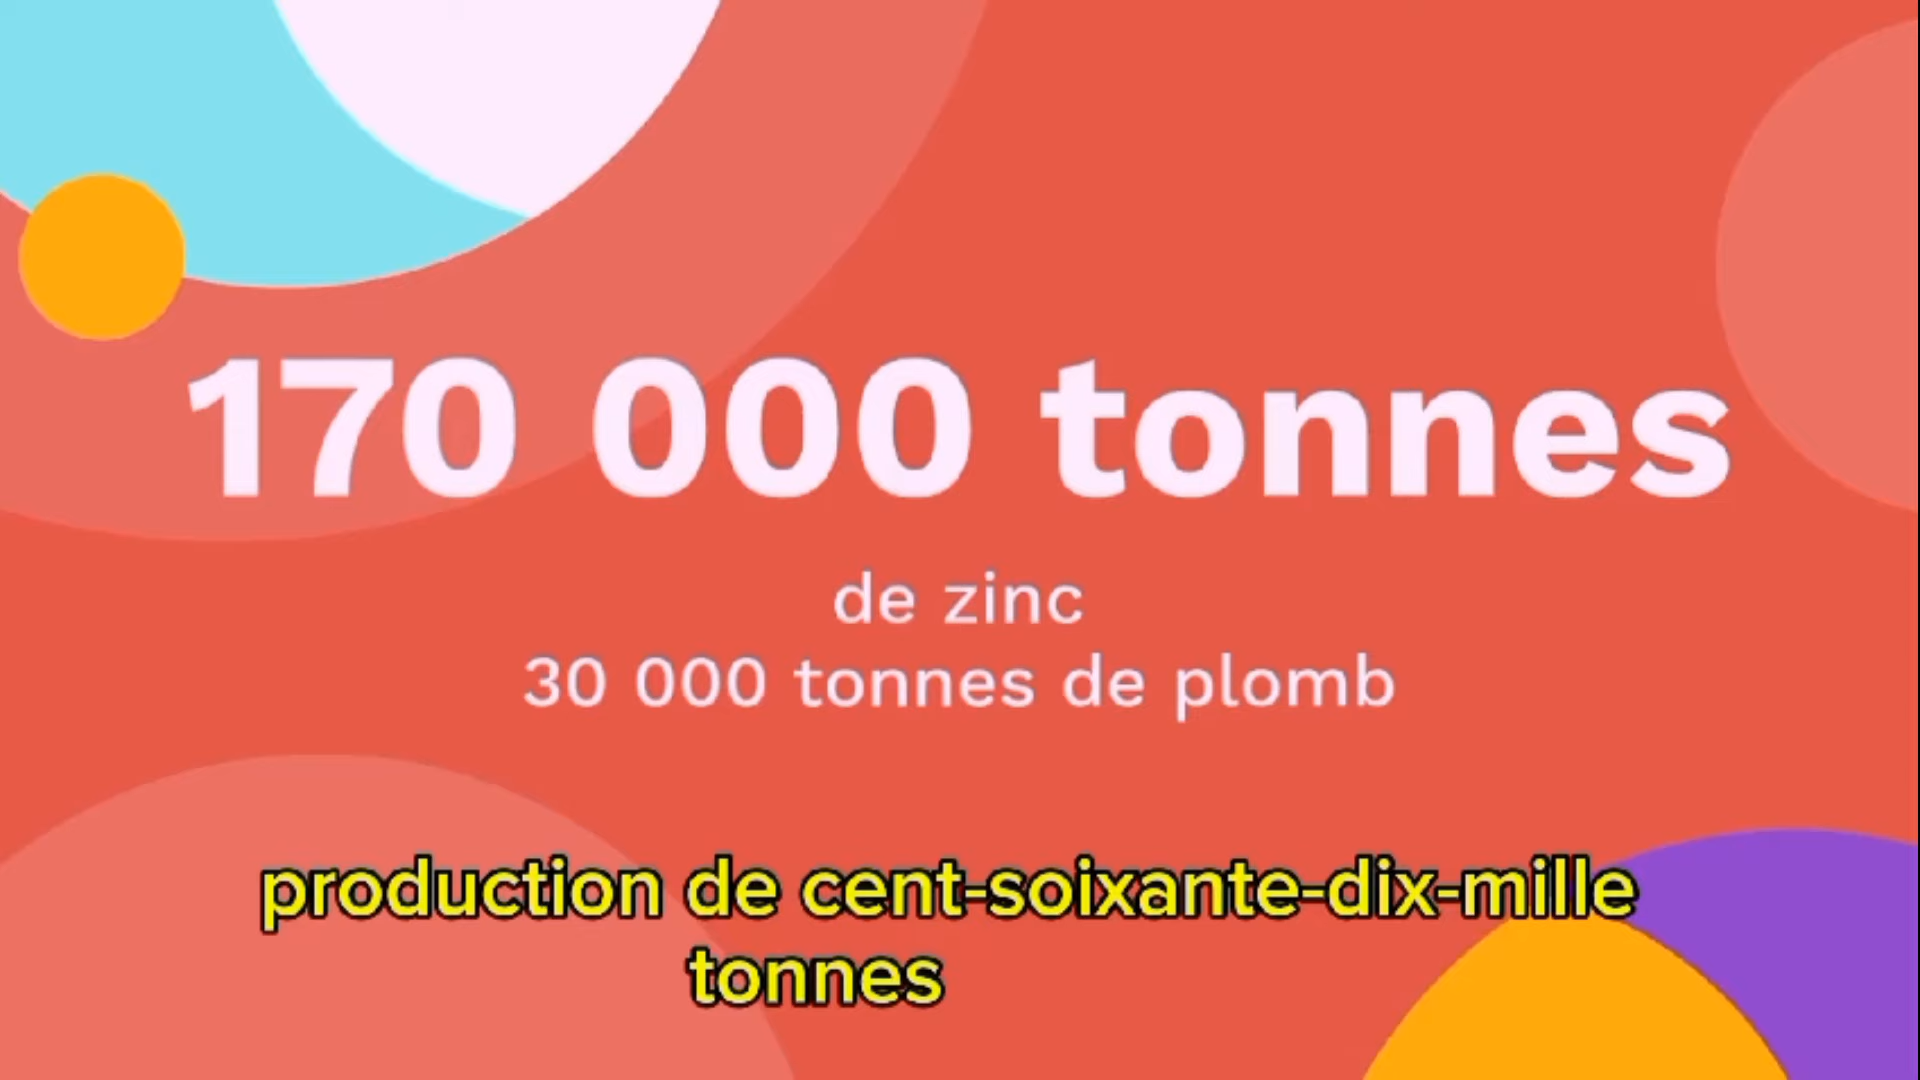 170 000 tonnes
de zinc
30 000 tonnes de plomb
production de cent-soixante-dix-mille
tonnes